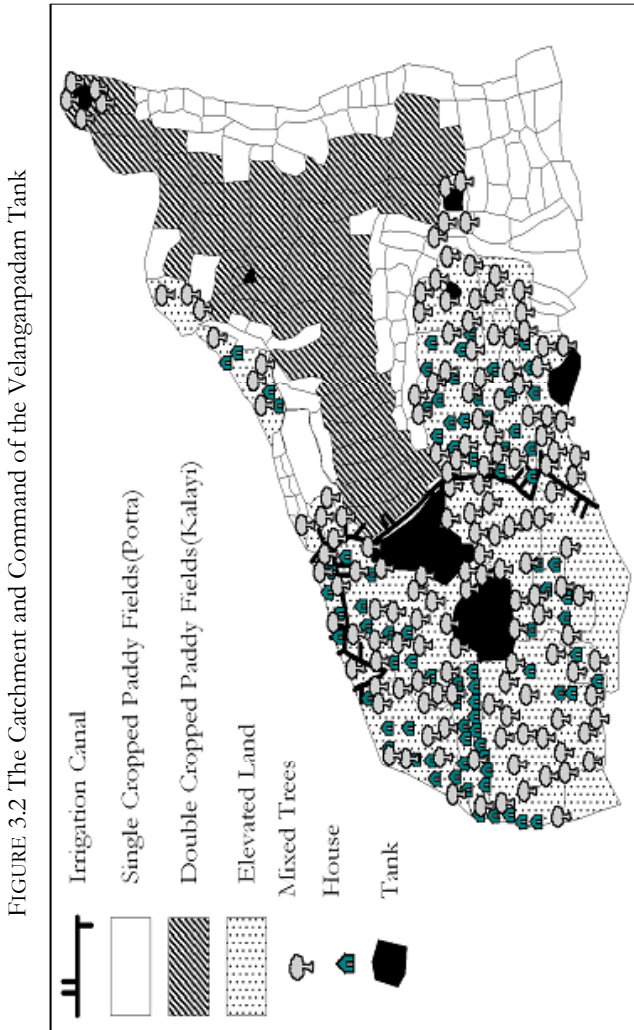 FIGURE 3.2 The Catchment and Command of the Velanganpadam Tank
Irrigation Canal
Single Cropped Paddy Fields(Potta)
Double Cropped Paddy Fields(Kalayi)
Elevated Land
Mixed Trees
House
Tank